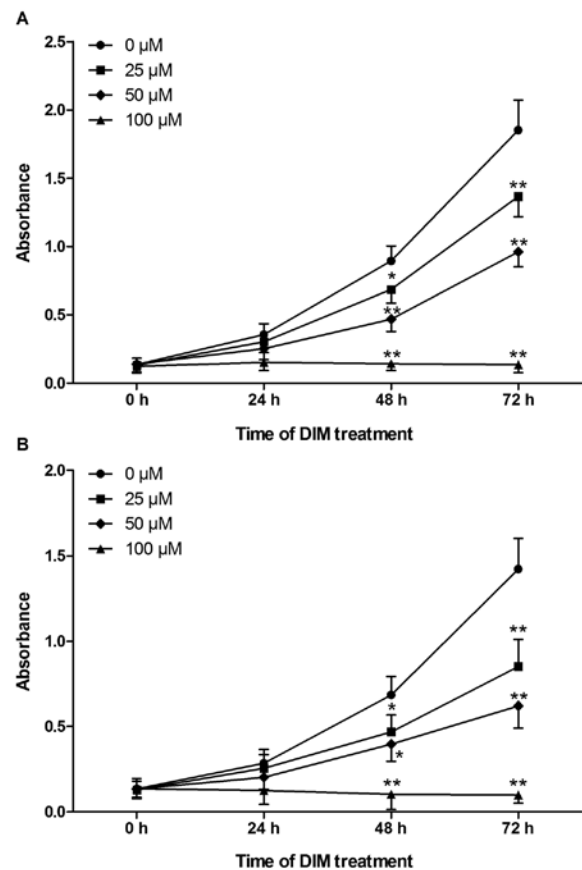 A
0 μM
25 μM
50 μM
100 μM
2.5
2.0
1.5
1.0
0.5
0.0
Absorbance
**
*
**
**
**
**
0 h
24 h
48 h
72 h
Time of DIM treatment
B
0 μM
25 μM
50 μM
100 μM
2.0
1.5
1.0
0.5
0.0
Absorbance
**
*
**
*
**
**
0 h
24 h
48 h
72 h
Time of DIM treatment